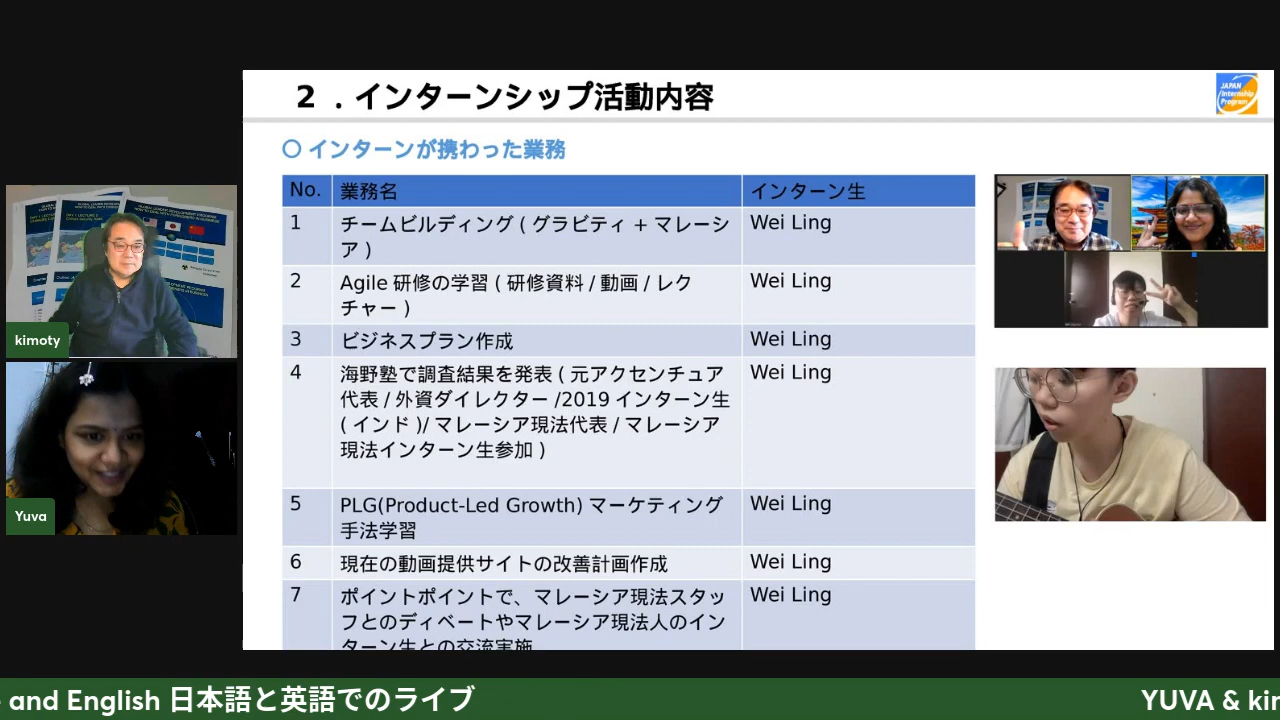 2 ．インターンシップ活動内容
JAPAN
Internship
Program
〇 インターンが携わった業務
No. 業務名 インターン生
1 チームビルディング ( グラビティ + マレーシ Wei Ling
ア )
2 Agile 研修の学習 ( 研修資料 / 動画 / レク Wei Ling
チャー )
3 ビジネスプラン作成 Wei Ling
4 海野塾で調査結果を発表 ( 元アクセンチュア Wei Ling
代表 / 外資ダイレクター /2019 インターン生
( インド )/ マレーシア現法代表 / マレーシア
現法インターン生参加 )
5 PLG(Product-Led Growth) マーケティング Wei Ling
手法学習
6 現在の動画提供サイトの改善計画作成 Wei Ling
7 ポイントポイントで、マレーシア現法スタッ Wei Ling
フとのディベートやマレーシア現法人のイン
ターン生との交流実施
kimoty
Yuva
and English 日本語と英語でのライブ
YUVA & kim